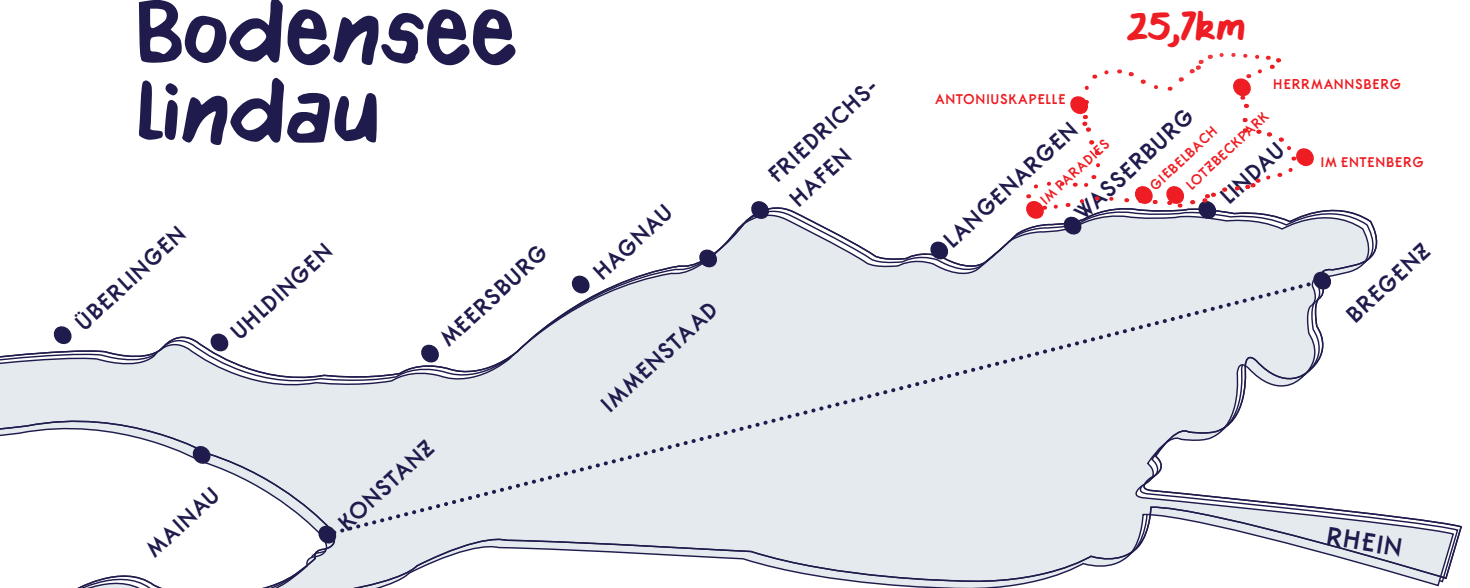 Bodensee
lindau
25,7km
ANTONIUSKAPELLE
HERRMANNSBERG
IM PARADIES
GIEBELBACH
LOTZBECKPARK
IM ENTENBERG
FRIEDRICHS-
HAFEN
LANGENARGEN
WASSERBURG
LINDAU
ÜBERLINGEN
UHLDINGEN
MEERSBURG
HAGNAU
IMMENSTAAD
BREGENZ
KONSTANZ
MAINAU
RHEIN